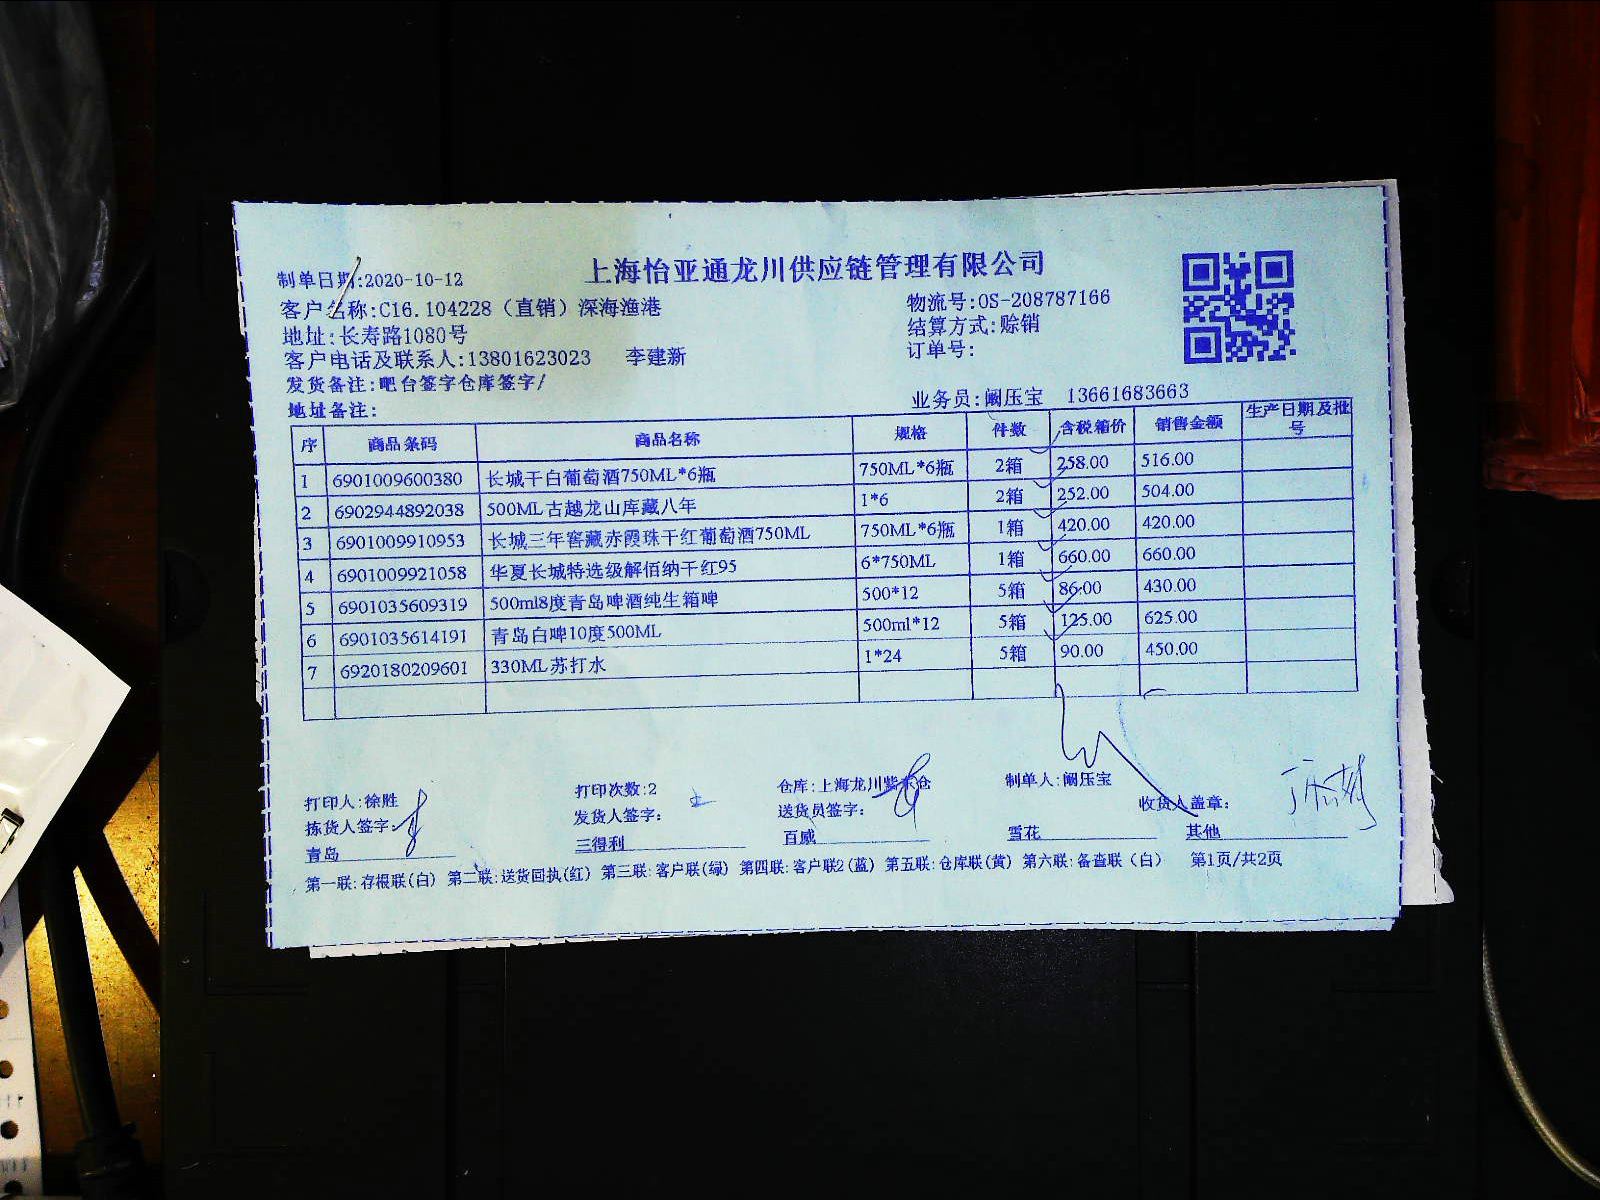 上海怡亚通龙川供应链管理有限公司
制单日期:2020-10-12
客户名称:C16.104228（直销）深海渔港 物流号:OS-208787166
地址:长寿路1080号 结算方式:赊销
客户电话及联系人:13801623023 李建新 订单号:
发货备注:吧台签字仓库签字/
地址备注: 业务员:阚压宝 13661683663
序 商品条码 商品名称 规格 件数 含税箱价 销售金额 生产日期及批号
1 6901009600380 长城干白葡萄酒750ML*6瓶 750ML*6瓶 2箱 258.00 516.00
2 6902944892038 500ML古越龙山库藏八年 1*6 2箱 252.00 504.00
3 6901009910953 长城三年窖藏赤霞珠干红葡萄酒750ML 750ML*6瓶 1箱 420.00 420.00
4 6901009921058 华夏长城特选级解佰纳干红95 6*750ML 1箱 660.00 660.00
5 6901035609319 500ml8度青岛啤酒纯生箱啤 500*12 5箱 86.00 430.00
6 6901035614191 青岛白啤10度500ML 500ml*12 5箱 125.00 625.00
7 6920180209601 330ML苏打水 1*24 5箱 90.00 450.00
打印人:徐胜 打印次数:2 仓库:上海龙川紫东仓 制单人:阚压宝
拣货人签字: 发货人签字: 送货员签字: 收货人盖章:
青岛 三得利 百威 雪花 其他
第一联:存根联(白) 第二联:送货回执(红) 第三联:客户联(绿) 第四联:客户联2(蓝) 第五联:仓库联(黄) 第六联:备查联（白） 第1页/共2页